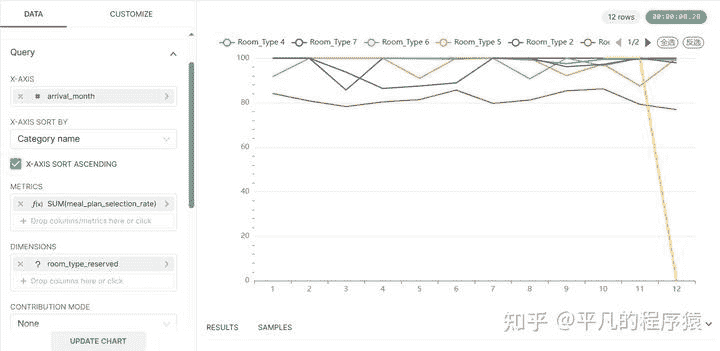 DATA CUSTOMIZE
Query
X-AXIS
# arrival_month
X-AXIS SORT BY
Category name
X-AXIS SORT ASCENDING
METRICS
f(x) SUM(meal_plan_selection_rate)
+ Drop columns/metrics here or click
DIMENSIONS
? room_type_reserved
+ Drop columns here or click
CONTRIBUTION MODE
None
UPDATE CHART
12 rows 00:00:00.20
Room_Type 4 Room_Type 7 Room_Type 6 Room_Type 5 Room_Type 2 Roo 1/2 全选 反选
100
80
60
40
20
0
1 2 3 4 5 6 7 8 9 10 11 12
RESULTS SAMPLES
知乎 @平凡的程序猿